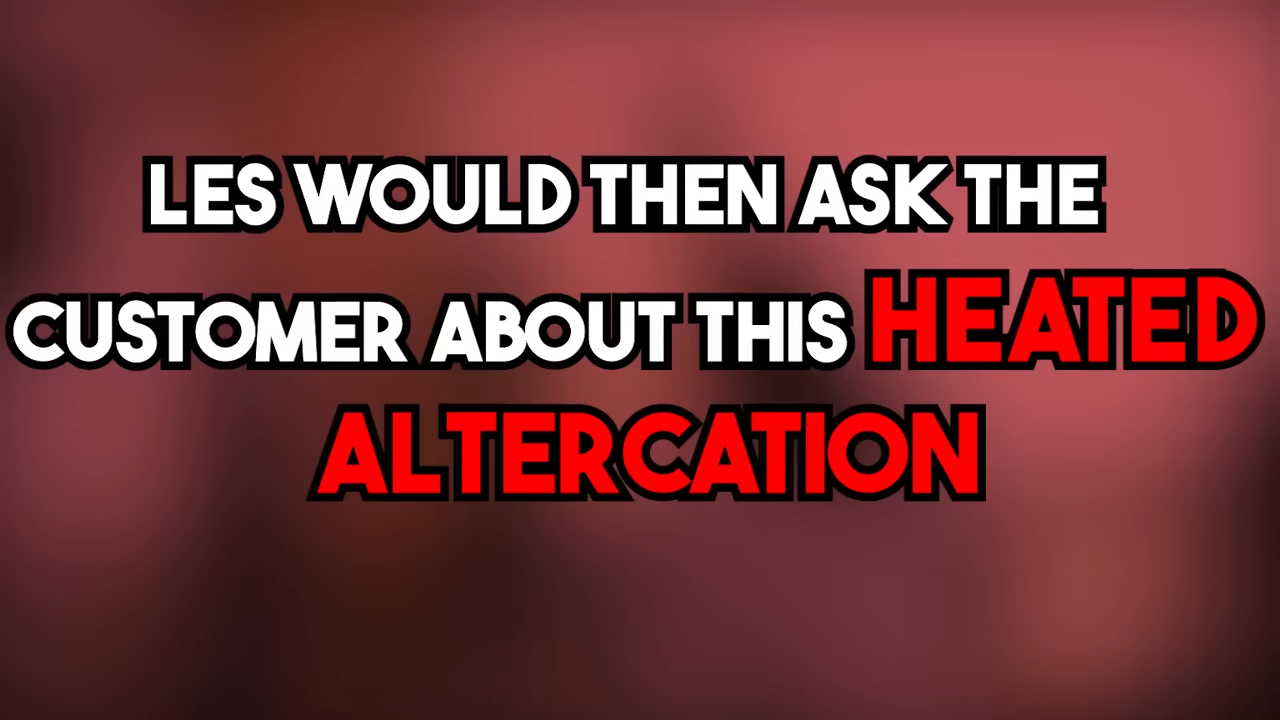 LES WOULD THEN ASK THE
CUSTOMER ABOUT THIS HEATED
ALTERCATION